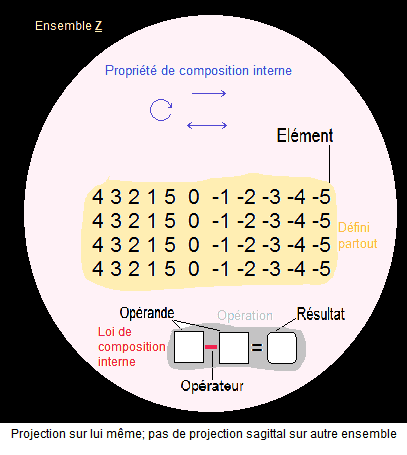 Ensemble Z
Propriété de composition interne
Elément
4 3 2 1 5 0 -1 -2 -3 -4 -5
4 3 2 1 5 0 -1 -2 -3 -4 -5
4 3 2 1 5 0 -1 -2 -3 -4 -5
4 3 2 1 5 0 -1 -2 -3 -4 -5
Défini
partout
Opérande
Opération
Résultat
Loi de
composition
interne
- =
Opérateur
Projection sur lui même; pas de projection sagittal sur autre ensemble